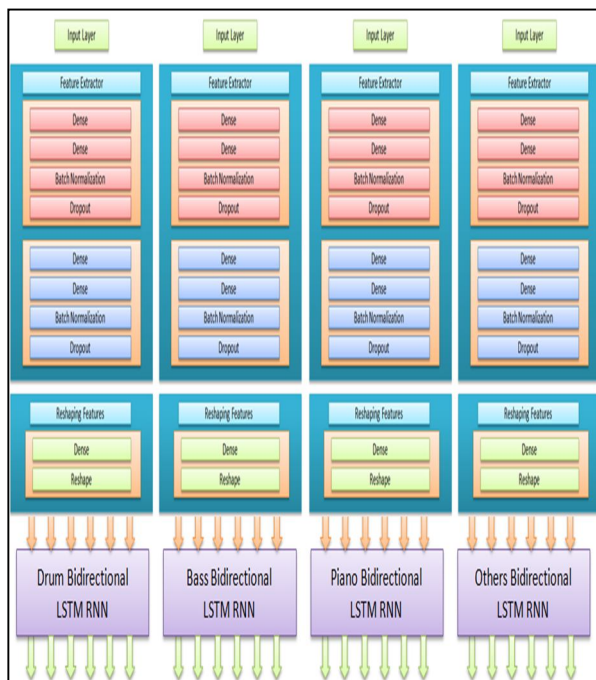 Input Layer
Feature Extractor
Dense
Dense
Batch Normalization
Dropout
Dense
Dense
Batch Normalization
Dropout
Reshaping Features
Dense
Reshape
Drum Bidirectional
LSTM RNN
Input Layer
Feature Extractor
Dense
Dense
Batch Normalization
Dropout
Dense
Dense
Batch Normalization
Dropout
Reshaping Features
Dense
Reshape
Bass Bidirectional
LSTM RNN
Input Layer
Feature Extractor
Dense
Dense
Batch Normalization
Dropout
Dense
Dense
Batch Normalization
Dropout
Reshaping Features
Dense
Reshape
Piano Bidirectional
LSTM RNN
Input Layer
Feature Extractor
Dense
Dense
Batch Normalization
Dropout
Dense
Dense
Batch Normalization
Dropout
Reshaping Features
Dense
Reshape
Others Bidirectional
LSTM RNN